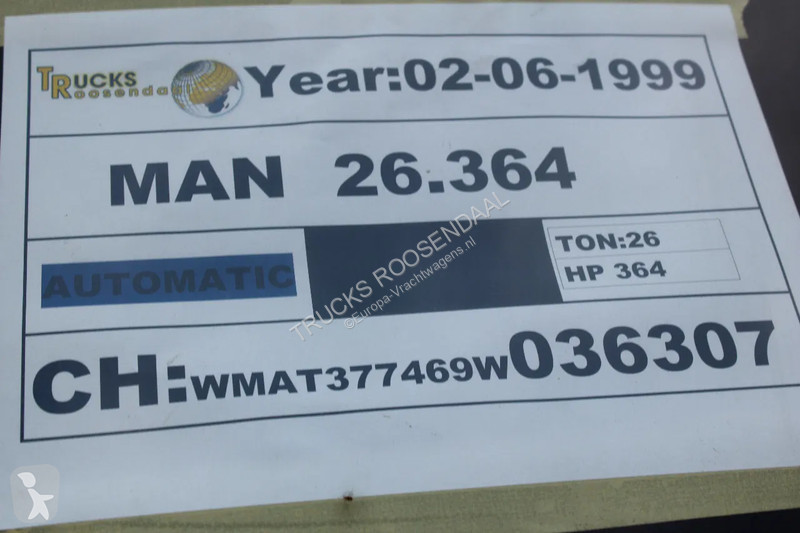 TRUCKS
Roosendaal
Year:02-06-1999
MAN 26.364
AUTOMATIC
TON:26
HP 364
TRUCKS ROOSENDAAL
©Europa-Vrachtwagens.nl
CH:WMAT377469W036307